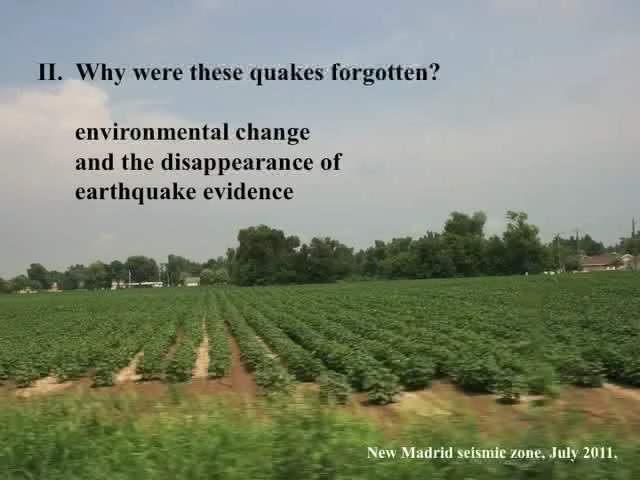 II. Why were these quakes forgotten?
environmental change
and the disappearance of
earthquake evidence
New Madrid seismic zone, July 2011,